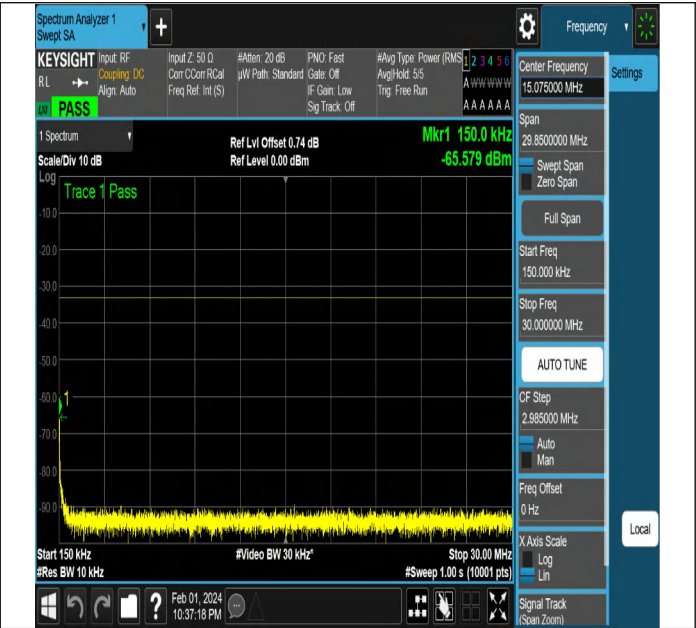 Spectrum Analyzer 1
Swept SA
Frequency
KEYSIGHT
RL
PASS
Input: RF
Coupling: DC
Align: Auto
Input Z: 50 Ω
Corr CCorr RCal
Freq Ref: Int (S)
#Atten: 20 dB
µW Path: Standard
PNO: Fast
Gate: Off
IF Gain: Low
Sig Track: Off
#Avg Type: Power (RMS
Avg|Hold: 5/5
Trig: Free Run
1 2 3 4 5 6
A W W W W W
A A A A A A
1 Spectrum
Scale/Div 10 dB
Log
Ref Lvl Offset 0.74 dB
Ref Level 0.00 dBm
Mkr1 150.0 kHz
-65.579 dBm
Trace 1 Pass
-10.0
-20.0
-30.0
-40.0
-50.0
-60.0
-70.0
-80.0
-90.0
1
Start 150 kHz
#Res BW 10 kHz
#Video BW 30 kHz*
Stop 30.00 MHz
#Sweep 1.00 s (10001 pts)
Feb 01, 2024
10:37:18 PM
Center Frequency
15.075000 MHz
Settings
Span
29.8500000 MHz
Swept Span
Zero Span
Full Span
Start Freq
150.000 kHz
Stop Freq
30.000000 MHz
AUTO TUNE
CF Step
2.985000 MHz
Auto
Man
Freq Offset
0 Hz
X Axis Scale
Log
Lin
Signal Track
(Span Zoom)
Local